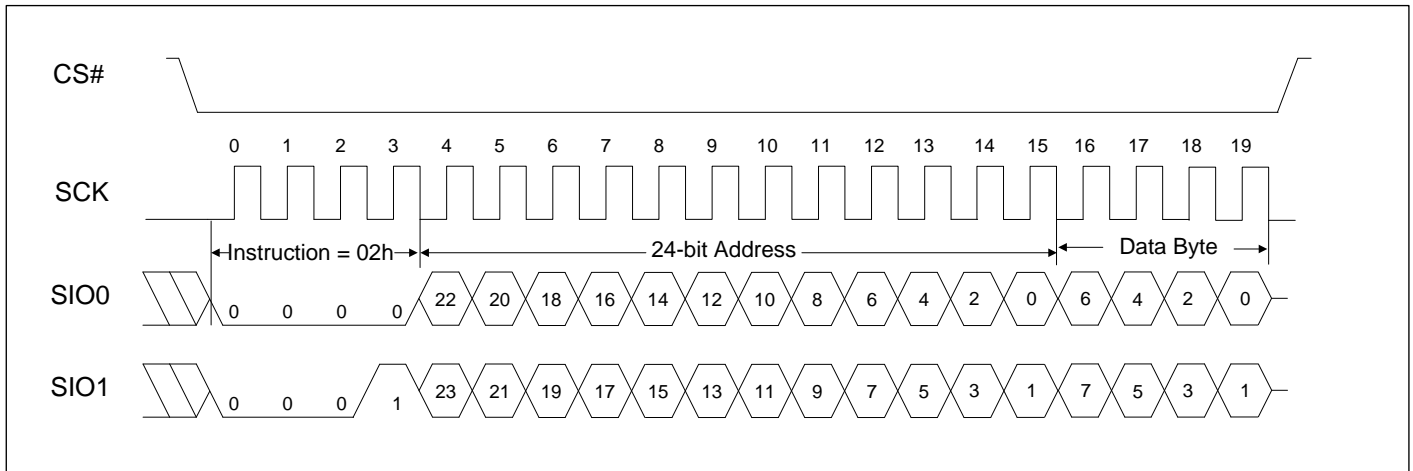 CS#
0 1 2 3 4 5 6 7 8 9 10 11 12 13 14 15 16 17 18 19
SCK
Instruction = 02h 24-bit Address Data Byte
SIO0 0 0 0 0 22 20 18 16 14 12 10 8 6 4 2 0 6 4 2 0
SIO1 0 0 0 1 23 21 19 17 15 13 11 9 7 5 3 1 7 5 3 1